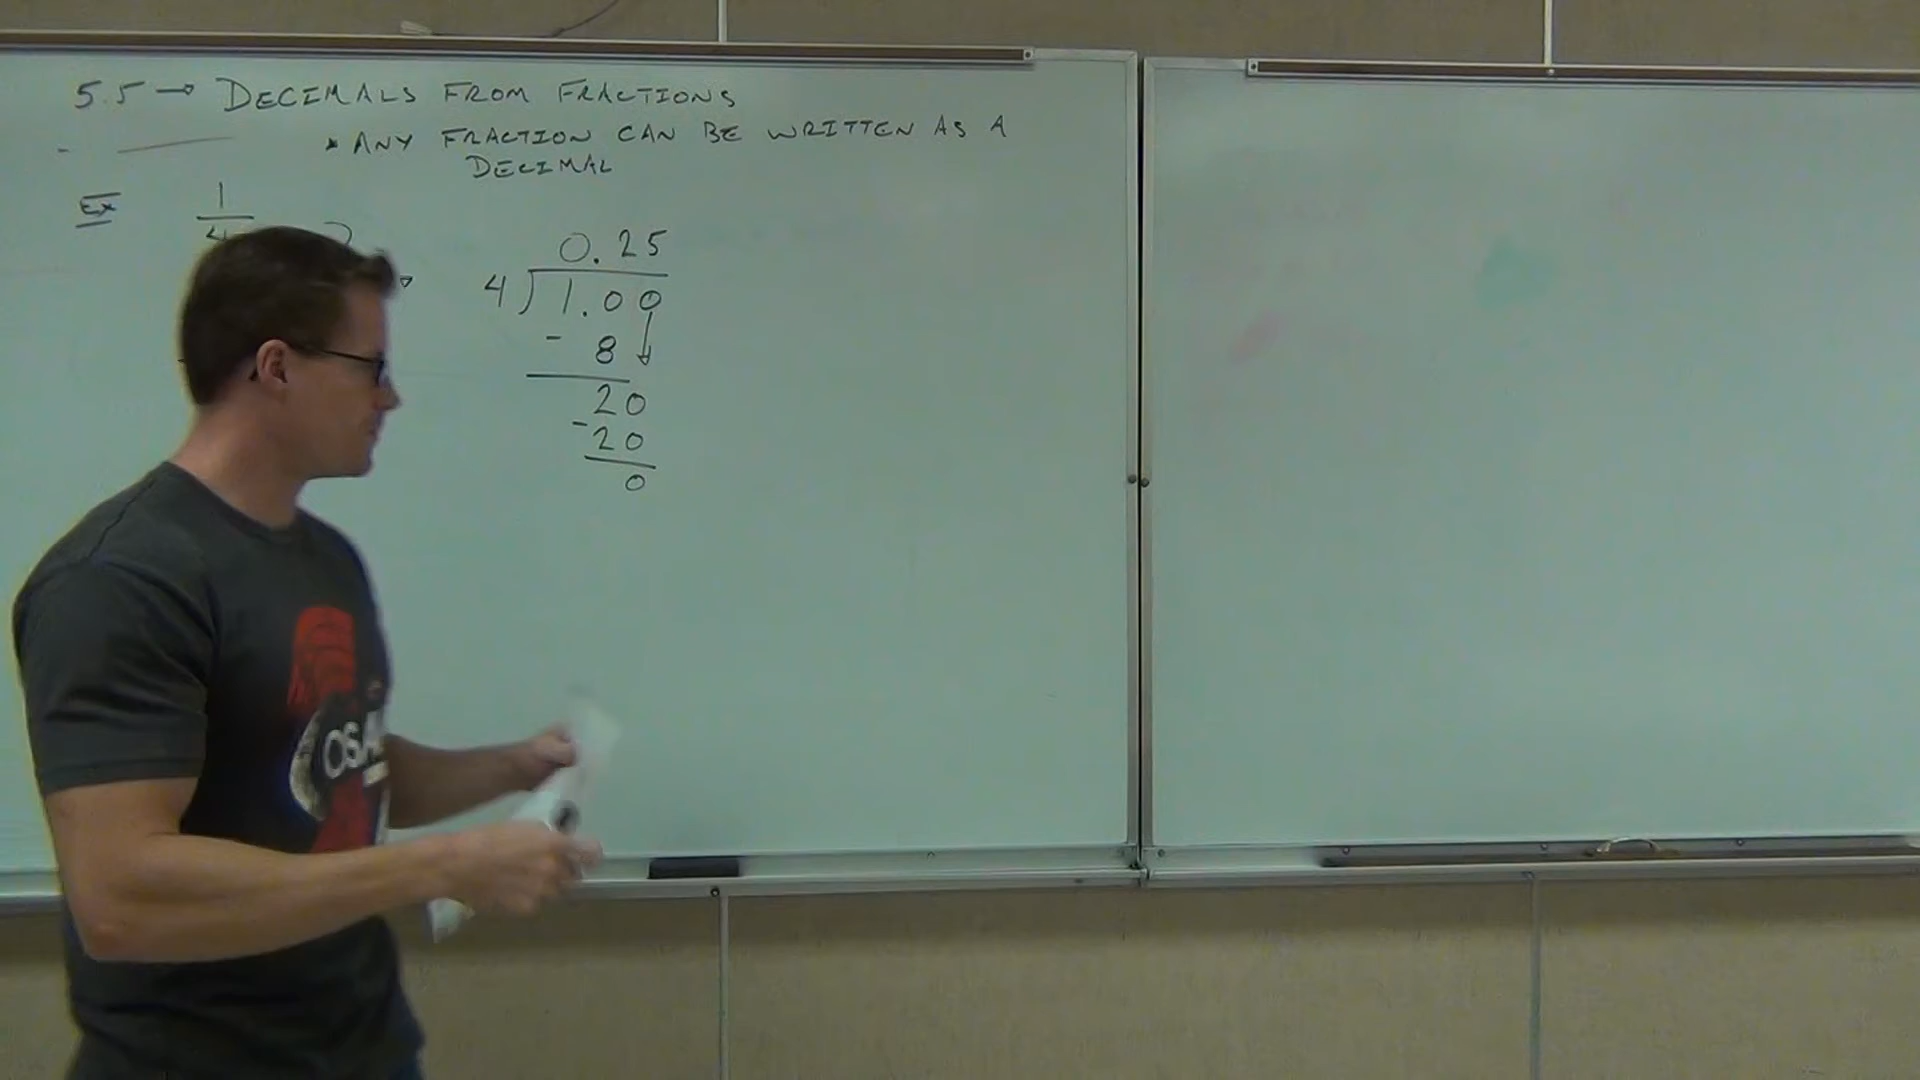 5.5 → DECIMALS FROM FRACTIONS
* ANY FRACTION CAN BE WRITTEN AS A
DECIMAL
Ex
1
4
0.25
4)1.00
- 8
20
-20
0